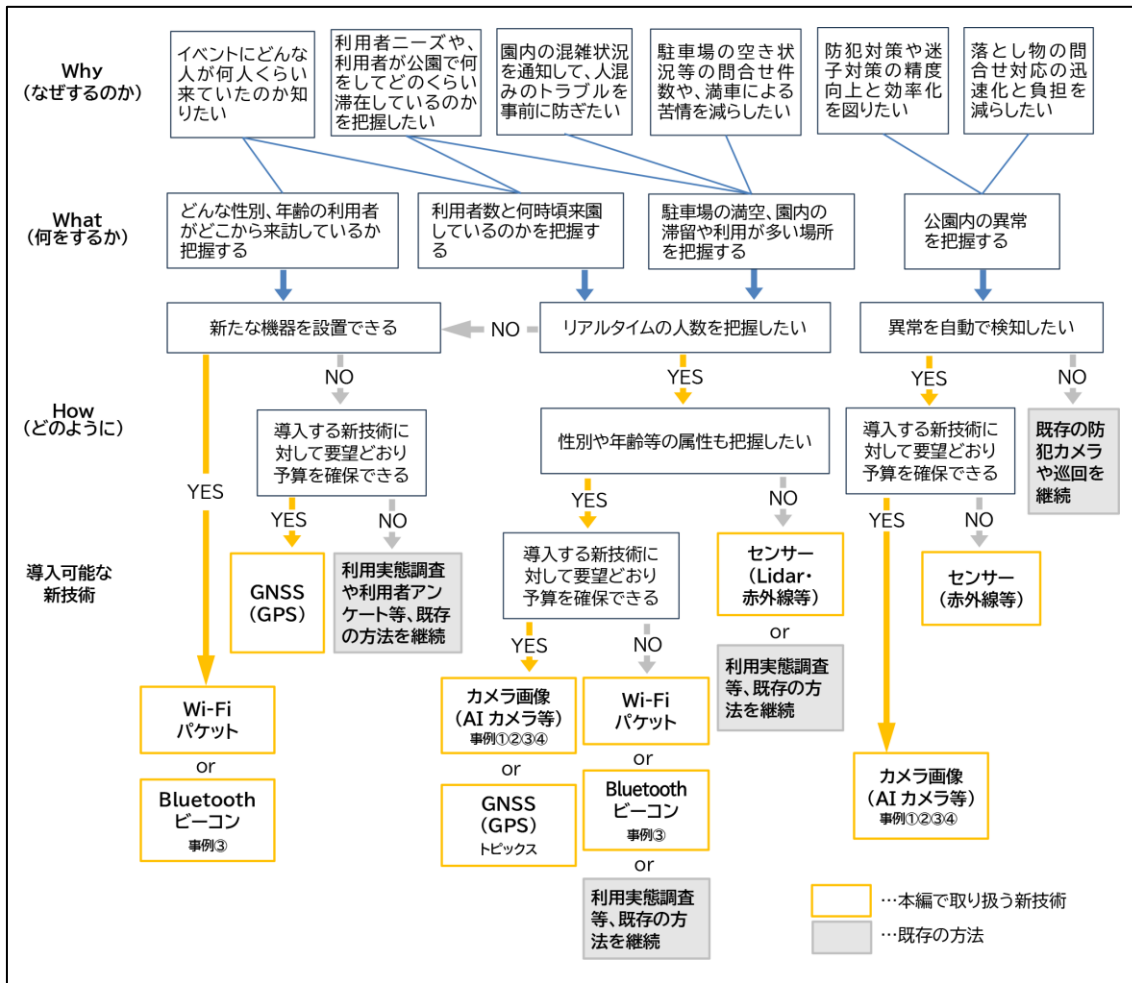 Why
(なぜするのか)
イベントにどんな
人が何人くらい
来ていたのか知
りたい
利用者ニーズや、
利用者が公園で何
をしてどのくらい
滞在しているのか
を把握したい
園内の混雑状況
を通知して、人混
みのトラブルを
事前に防ぎたい
駐車場の空き状
況等の問合せ件
数や、満車による
苦情を減らしたい
防犯対策や迷
子対策の精度
向上と効率化
を図りたい
落とし物の問
合せ対応の迅
速化と負担を
減らしたい
What
(何をするか)
どんな性別、年齢の利用者
がどこから来訪しているか
把握する
利用者数と何時頃来園
しているのかを把握す
る
駐車場の満空、園内の
滞留や利用が多い場所
を把握する
公園内の異常
を把握する
新たな機器を設置できる
NO
リアルタイムの人数を把握したい
異常を自動で検知したい
NO
YES
YES
NO
How
(どのように)
導入する新技術に
対して要望どおり
予算を確保できる
性別や年齢等の属性も把握したい
導入する新技術に
対して要望どおり
予算を確保できる
既存の防
犯カメラ
や巡回を
継続
YES
YES
NO
YES
NO
YES
NO
導入可能な
新技術
GNSS
(GPS)
利用実態調査
や利用者アン
ケート等、既存
の方法を継続
導入する新技術に
対して要望どおり
予算を確保できる
センサー
(Lidar・
赤外線等)
センサー
(赤外線等)
or
利用実態調査
等、既存の方
法を継続
YES
NO
Wi-Fi
パケット
or
Bluetooth
ビーコン
事例③
カメラ画像
(AIカメラ等)
事例①②③④
or
GNSS
(GPS)
トピックス
Wi-Fi
パケット
or
Bluetooth
ビーコン
事例③
or
利用実態調査
等、既存の方
法を継続
カメラ画像
(AIカメラ等)
事例①②③④
…本編で取り扱う新技術
…既存の方法